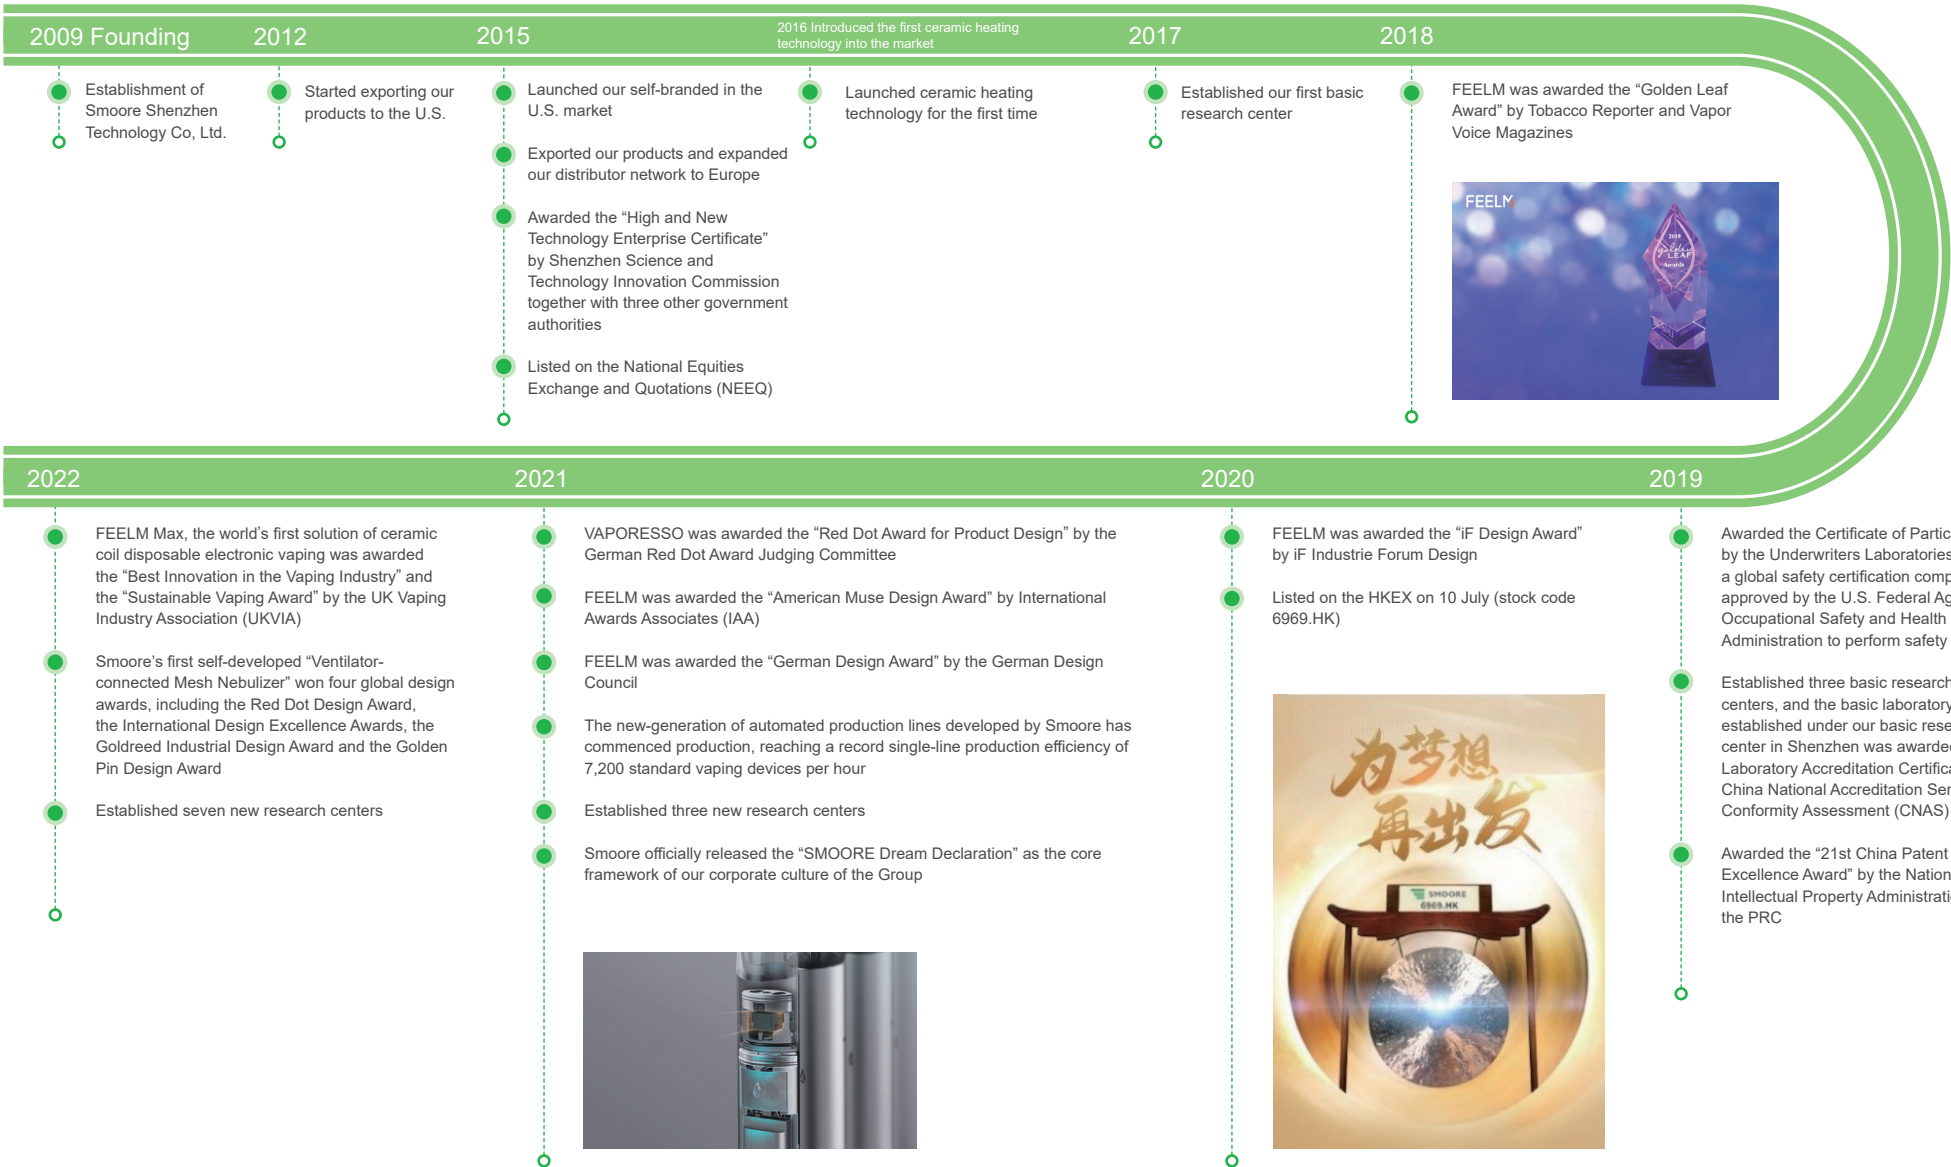 2009 Founding
2012
2015
2016 Introduced the first ceramic heating
technology into the market
2017
2018
Establishment of
Smoore Shenzhen
Technology Co, Ltd.
Started exporting our
products to the U.S.
Launched our self-branded in the
U.S. market
Exported our products and expanded
our distributor network to Europe
Awarded the “High and New
Technology Enterprise Certificate”
by Shenzhen Science and
Technology Innovation Commission
together with three other government
authorities
Listed on the National Equities
Exchange and Quotations (NEEQ)
Launched ceramic heating
technology for the first time
Established our first basic
research center
FEELM was awarded the “Golden Leaf
Award” by Tobacco Reporter and Vapor
Voice Magazines
FEELM
2018
golden
LEAF
Awards
2022
2021
2020
2019
FEELM Max, the world’s first solution of ceramic
coil disposable electronic vaping was awarded
the “Best Innovation in the Vaping Industry” and
the “Sustainable Vaping Award” by the UK Vaping
Industry Association (UKVIA)
Smoore’s first self-developed “Ventilator-
connected Mesh Nebulizer” won four global design
awards, including the Red Dot Design Award,
the International Design Excellence Awards, the
Goldreed Industrial Design Award and the Golden
Pin Design Award
Established seven new research centers
VAPORESSO was awarded the “Red Dot Award for Product Design” by the
German Red Dot Award Judging Committee
FEELM was awarded the “American Muse Design Award” by International
Awards Associates (IAA)
FEELM was awarded the “German Design Award” by the German Design
Council
The new-generation of automated production lines developed by Smoore has
commenced production, reaching a record single-line production efficiency of
7,200 standard vaping devices per hour
Established three new research centers
Smoore officially released the “SMOORE Dream Declaration” as the core
framework of our corporate culture of the Group
FEELM was awarded the “iF Design Award”
by iF Industrie Forum Design
Listed on the HKEX on 10 July (stock code
6969.HK)
为梦想
再出发
SMOORE
6969.HK
Awarded the Certificate of
by the Underwriters Laboratories
a global safety certification
approved by the U.S. Federal
Occupational Safety and Health
Administration to perform safety
Established three basic research
centers, and the basic laboratory
established under our basic
center in Shenzhen was
Laboratory Accreditation
China National Accreditation
Conformity Assessment (CNAS)
Awarded the “21st China Patent
Excellence Award” by the
Intellectual Property
the PRC